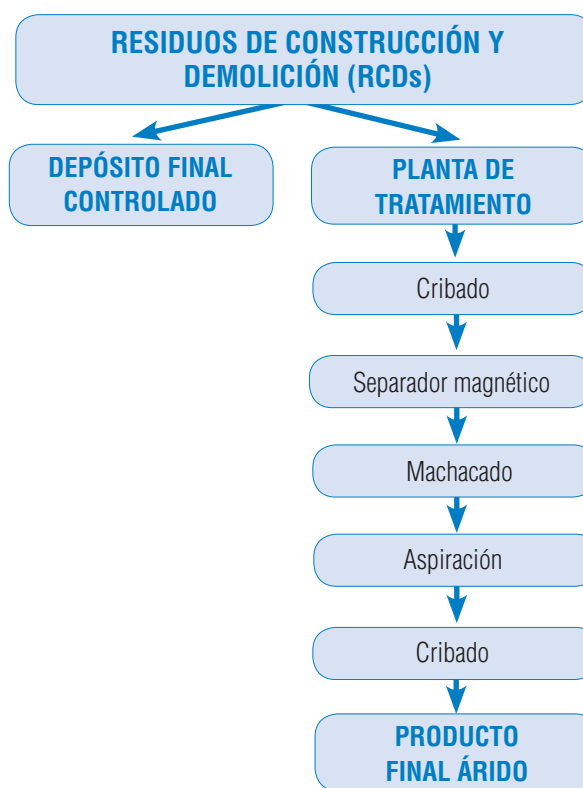 RESIDUOS DE CONSTRUCCIÓN Y
DEMOLICIÓN (RCDs)
DEPÓSITO FINAL
CONTROLADO
PLANTA DE
TRATAMIENTO
Cribado
Separador magnético
Machacado
Aspiración
Cribado
PRODUCTO
FINAL ÁRIDO